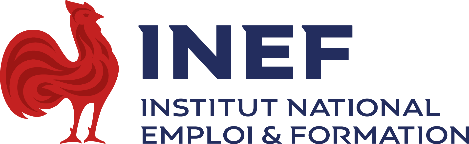 INEF
INSTITUT NATIONAL
EMPLOI & FORMATION